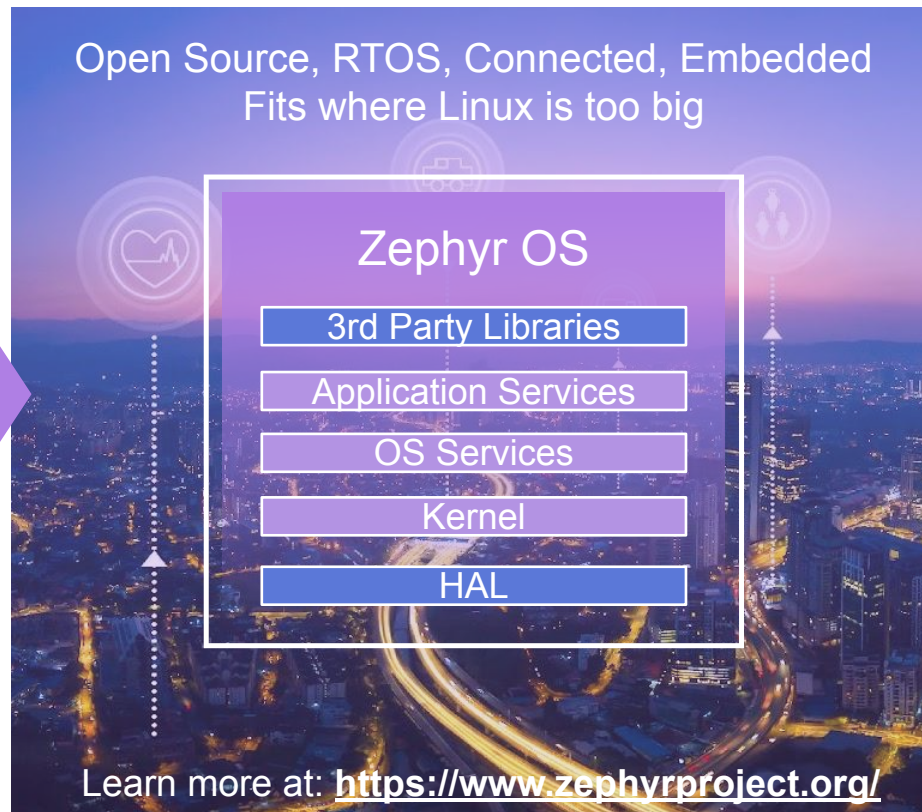 Open Source, RTOS, Connected, Embedded
Fits where Linux is too big
Zephyr OS
3rd Party Libraries
Application Services
OS Services
Kernel
HAL
Learn more at: https://www.zephyrproject.org/